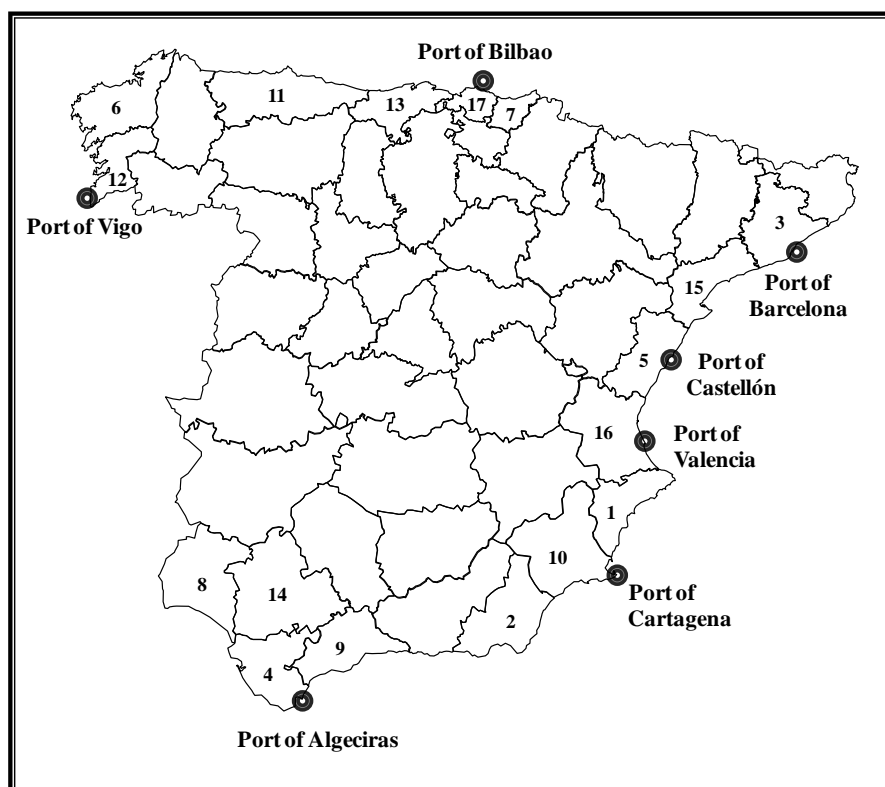 Port of Bilbao
6
11
13
17
7
12
Port of Vigo
3
Port of
Barcelona
15
5
Port of
Castellón
16
Port of
Valencia
1
10
Port of
Cartagena
8
14
2
9
4
Port of Algeciras